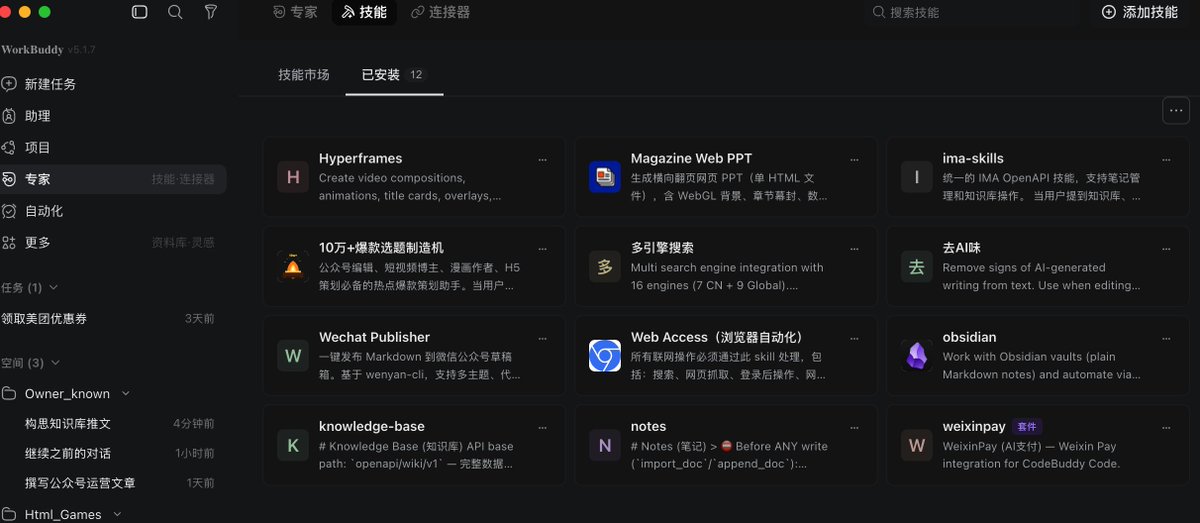 专家
技能
连接器
搜索技能
添加技能
WorkBuddy v5.1.7
新建任务
助理
项目
专家
技能·连接器
自动化
更多
资料库·灵感
任务 (1)
领取美团优惠券
3天前
空间 (3)
Owner_known
构思知识库推文
4分钟前
继续之前的对话
1小时前
撰写公众号运营文章
1天前
Html_Games
技能市场
已安装 12
H
Hyperframes
Create video compositions,
animations, title cards, overlays,...
Magazine Web PPT
生成横向翻页网页 PPT（单 HTML 文
件），含 WebGL 背景、章节幕封、数...
I
ima-skills
统一的 IMA OpenAPI 技能，支持笔记管
理和知识库操作。 当用户提到知识库、...
10万+爆款选题制造机
公众号编辑、短视频博主、漫画作者、H5
策划必备的热点爆款策划助手。当用户...
多
多引擎搜索
Multi search engine integration with
16 engines (7 CN + 9 Global)....
去
去AI味
Remove signs of AI-generated
writing from text. Use when editing...
W
Wechat Publisher
一键发布 Markdown 到微信公众号草稿
箱。基于 wenyan-cli，支持多主题、代...
Web Access（浏览器自动化）
所有联网操作必须通过此 skill 处理，包
括：搜索、网页抓取、登录后操作、网...
obsidian
Work with Obsidian vaults (plain
Markdown notes) and automate via...
K
knowledge-base
# Knowledge Base (知识库) API base
path: `openapi/wiki/v1` — 完整数据...
N
notes
# Notes (笔记) > ⛔ Before ANY write
(`import_doc`/`append_doc`):...
W
weixinpay 套件
WeixinPay (AI支付) — Weixin Pay
integration for CodeBuddy Code.